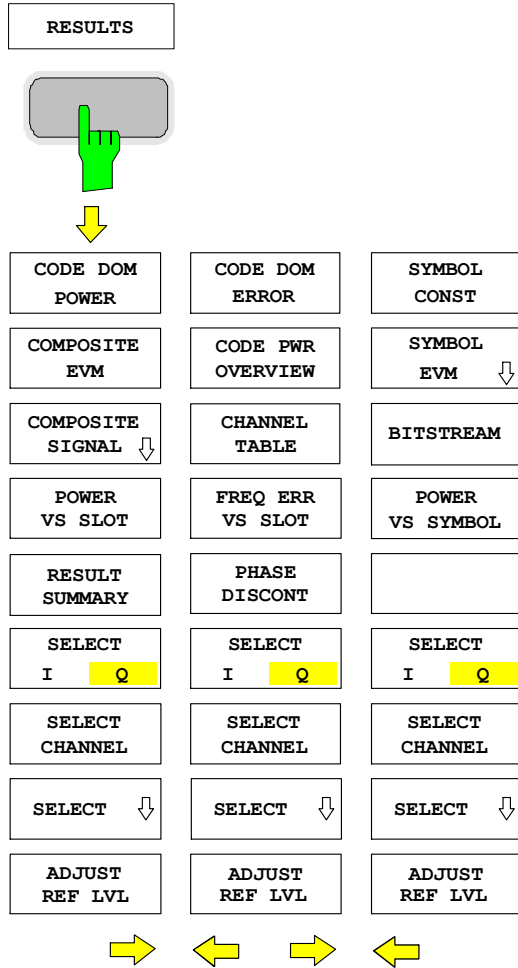 RESULTS
CODE DOM
POWER
COMPOSITE
EVM
COMPOSITE
SIGNAL
POWER
VS SLOT
RESULT
SUMMARY
SELECT
I Q
SELECT
CHANNEL
SELECT
ADJUST
REF LVL
CODE DOM
ERROR
CODE PWR
OVERVIEW
CHANNEL
TABLE
FREQ ERR
VS SLOT
PHASE
DISCONT
SELECT
I Q
SELECT
CHANNEL
SELECT
ADJUST
REF LVL
SYMBOL
CONST
SYMBOL
EVM
BITSTREAM
POWER
VS SYMBOL
SELECT
I Q
SELECT
CHANNEL
SELECT
ADJUST
REF LVL